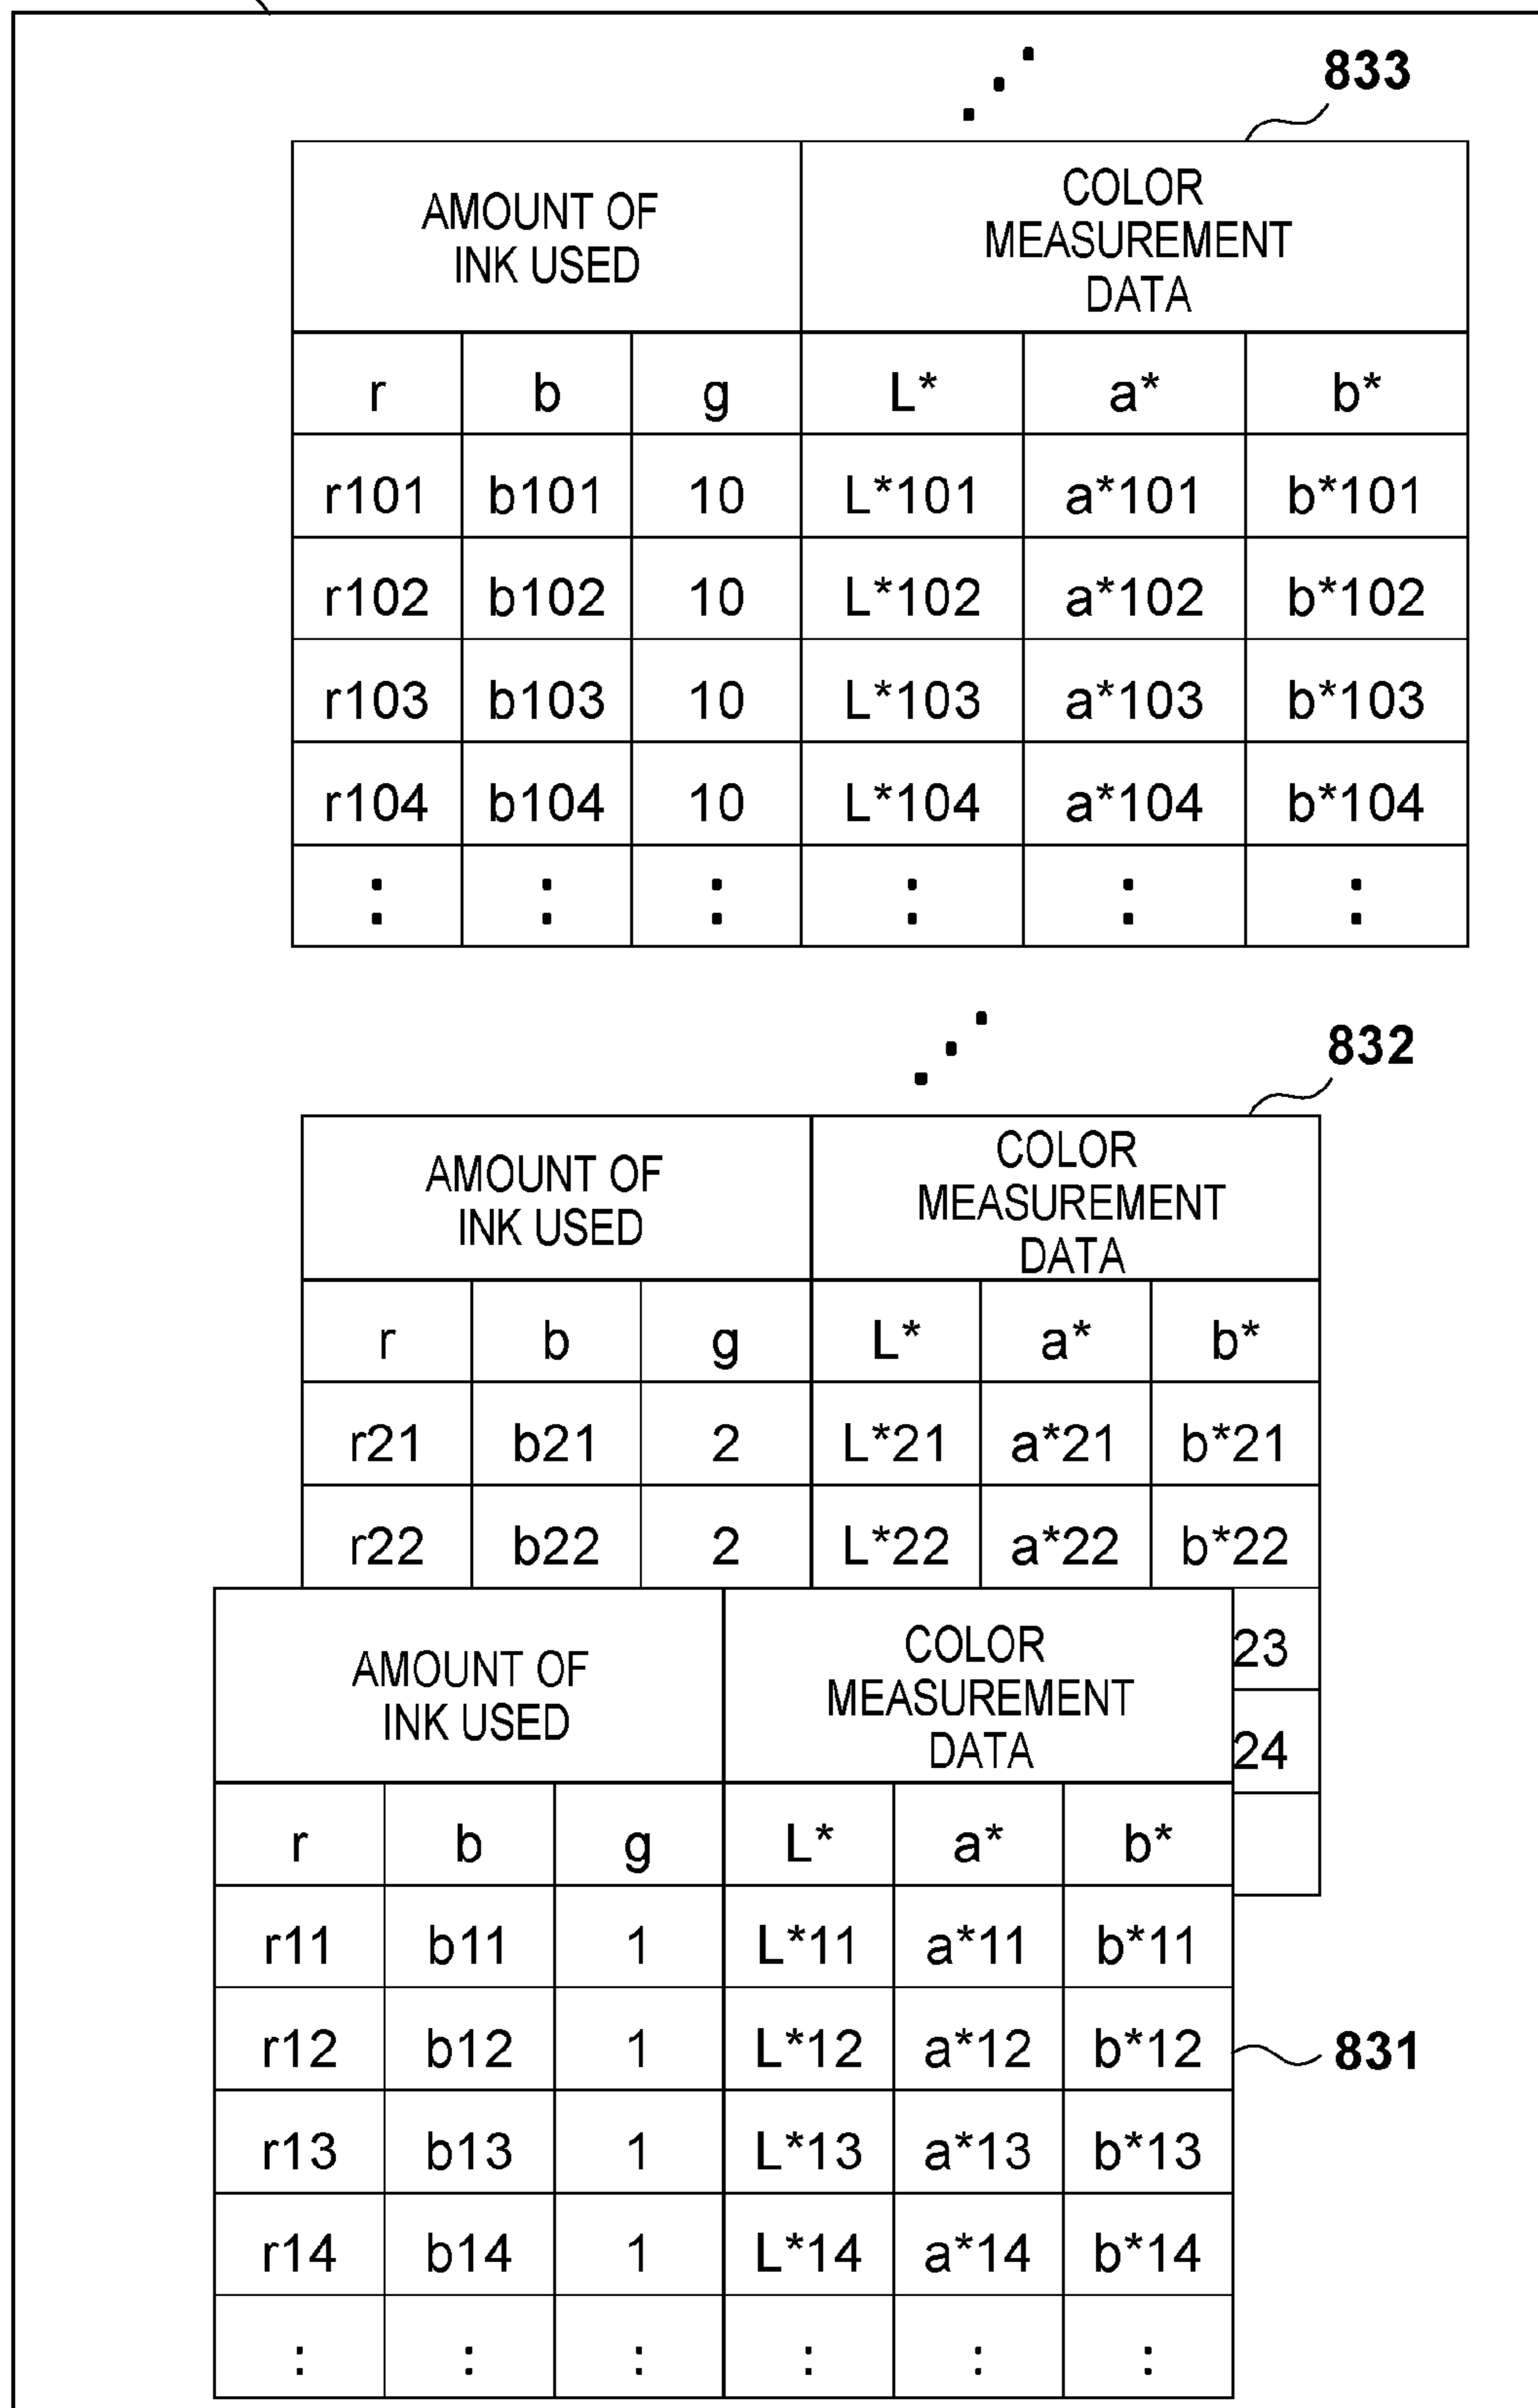 833
AMOUNT OF
INK USED
COLOR
MEASUREMENT
DATA
r b g L* a* b*
r101 b101 10 L*101 a*101 b*101
r102 b102 10 L*102 a*102 b*102
r103 b103 10 L*103 a*103 b*103
r104 b104 10 L*104 a*104 b*104
: : : : : :
832
AMOUNT OF
INK USED
COLOR
MEASUREMENT
DATA
r b g L* a* b*
r21 b21 2 L*21 a*21 b*21
r22 b22 2 L*22 a*22 b*22
23
24
AMOUNT OF
INK USED
COLOR
MEASUREMENT
DATA
r b g L* a* b*
r11 b11 1 L*11 a*11 b*11
r12 b12 1 L*12 a*12 b*12
831
r13 b13 1 L*13 a*13 b*13
r14 b14 1 L*14 a*14 b*14
: : : : : :